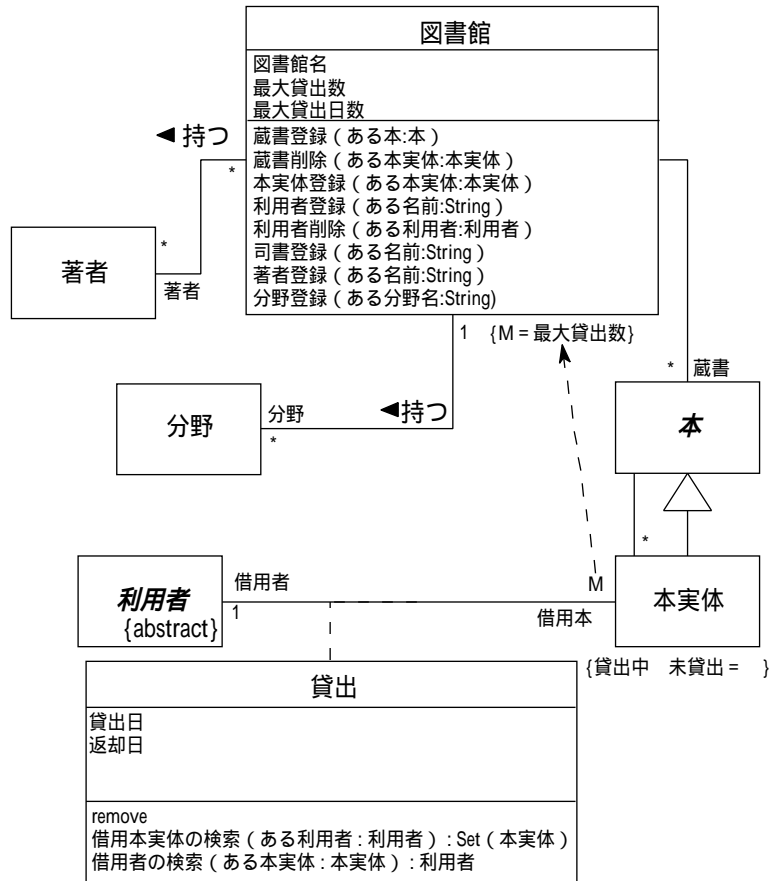 図書館
図書館名
最大貸出数
最大貸出日数
蔵書登録(ある本:本)
蔵書削除(ある本実体:本実体)
本実体登録(ある本実体:本実体)
利用者登録(ある名前:String)
利用者削除(ある利用者:利用者)
司書登録(ある名前:String)
著者登録(ある名前:String)
分野登録(ある分野名:String)
◀ 持つ
*
*
著者
著者
1
{M = 最大貸出数}
* 蔵書
分野
分野
*
◀持つ
本
*
利用者
{abstract}
借用者
1
M
借用本
本実体
{貸出中 未貸出 = }
貸出
貸出日
返却日
remove
借用本実体の検索(ある利用者 : 利用者) : Set(本実体)
借用者の検索(ある本実体 : 本実体) : 利用者